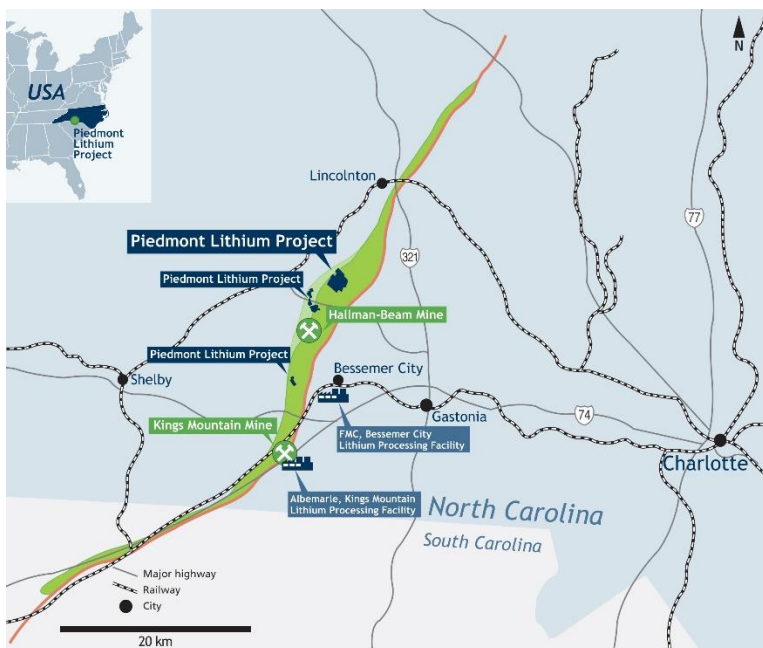 USA
Piedmont
Lithium
Project
N
Lincolnton
77
Piedmont Lithium Project
321
Piedmont Lithium Project
Hallman-Beam Mine
Piedmont Lithium Project
Bessemer City
Shelby
Gastonia
74
Kings Mountain Mine
FMC, Bessemer City
Lithium Processing Facility
Charlotte
Albemarle, Kings Mountain
Lithium Processing Facility
North Carolina
South Carolina
Major highway
Railway
City
20 km